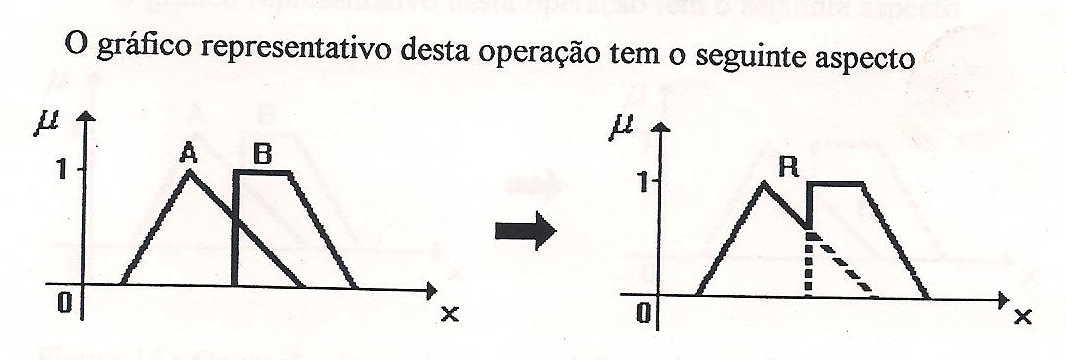 O gráfico representativo desta operação tem o seguinte aspecto
μ
A B
1
0
x
μ
R
1
0
x